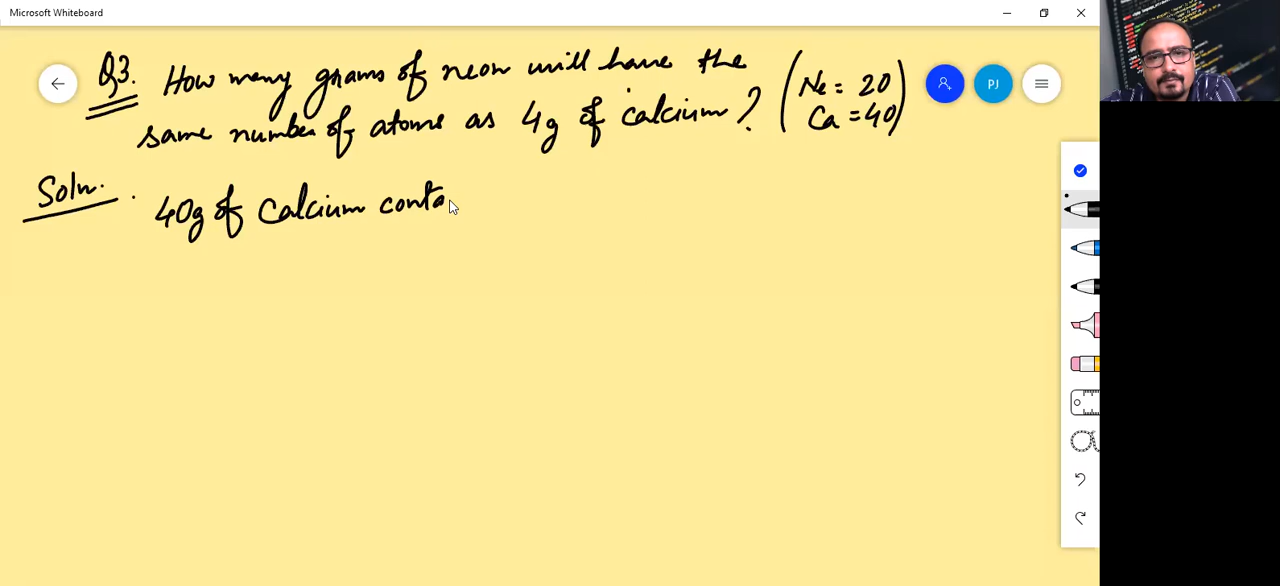 Microsoft Whiteboard
Q3. How many grams of neon will have the
same number of atoms as 4g of calcium? (Ne = 20
Ca = 40)
PJ
Soln. 40g of Calcium conta